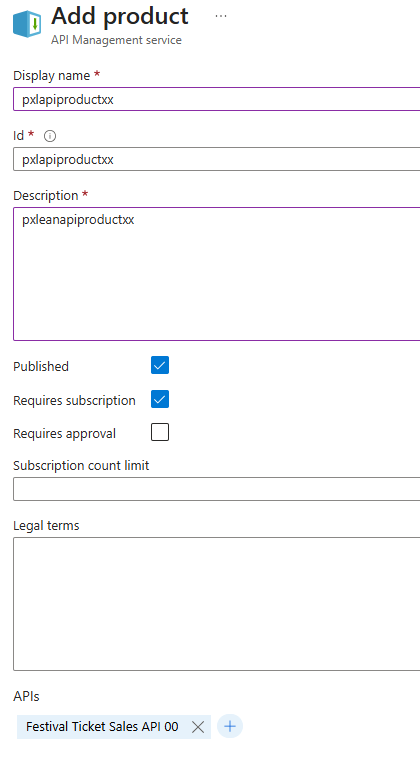 Add product ...
API Management service
Display name *
pxlapiproductxx
Id *
pxlapiproductxx
Description *
pxleanapiproductxx
Published
Requires subscription
Requires approval
Subscription count limit
Legal terms
APIs
Festival Ticket Sales API 00